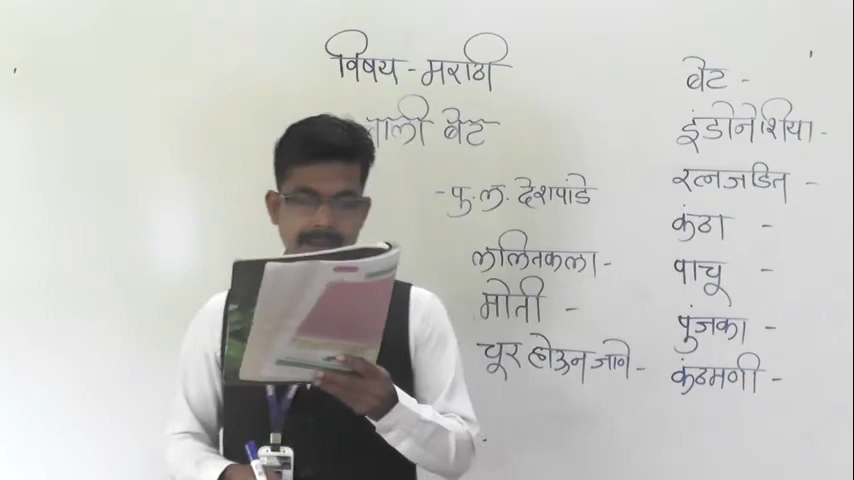 विषय - मराठी
बाली बेट
- पु. ल. देशपांडे
ललितकला -
मोती -
चूर होऊन जाणे -
बेट -
इंडोनेशिया -
रत्नजडित -
कंठा -
पाचू -
पुंजका -
कंठमणी -